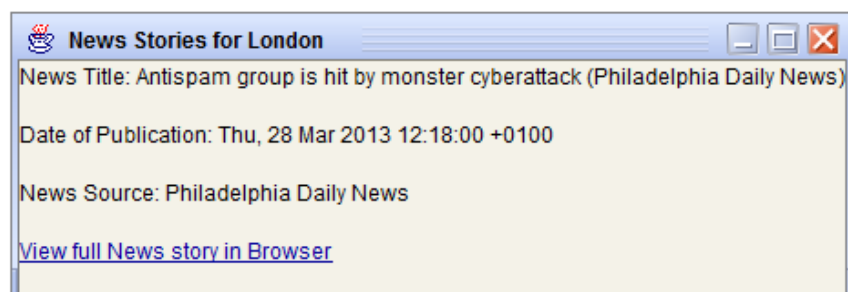 News Stories for London
News Title: Antispam group is hit by monster cyberattack (Philadelphia Daily News)
Date of Publication: Thu, 28 Mar 2013 12:18:00 +0100
News Source: Philadelphia Daily News
View full News story in Browser